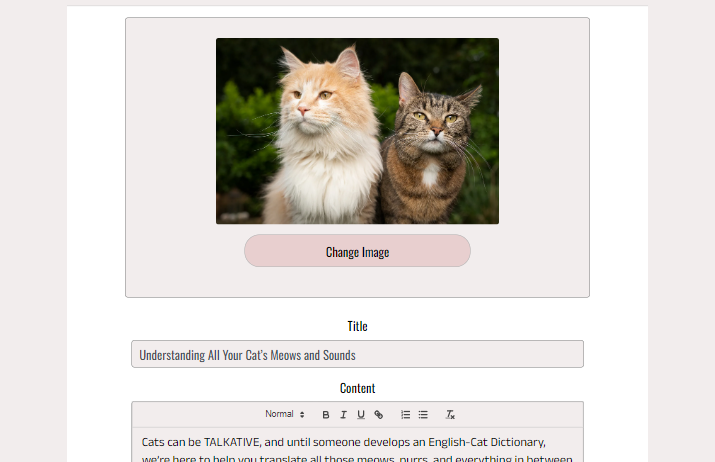 Change Image
Title
Understanding All Your Cat's Meows and Sounds
Content
Normal B I U
Cats can be TALKATIVE, and until someone develops an English-Cat Dictionary,
we're here to help you translate all those meows, purrs, and everything in between